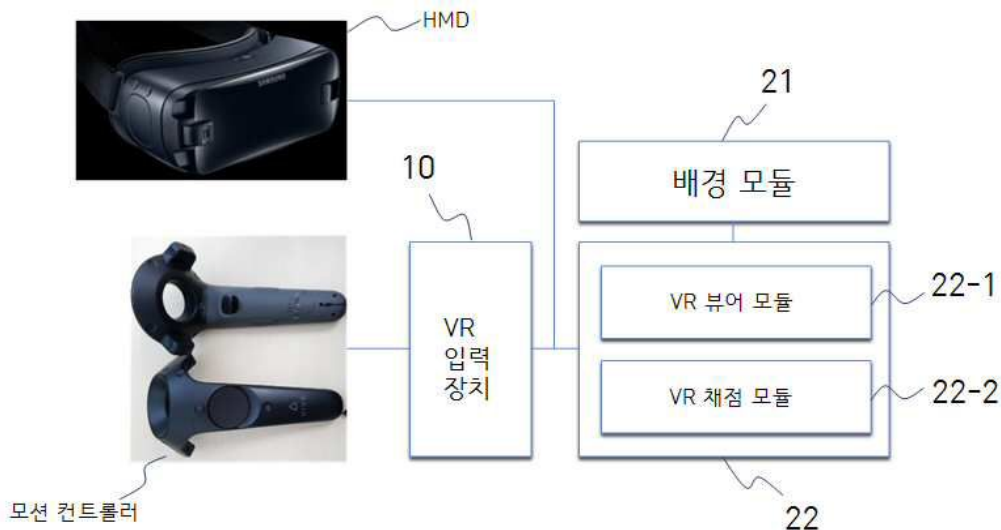 HMD
SAMSUNG
21
배경 모듈
10
VR
입력
장치
VR 뷰어 모듈
22-1
VR 채점 모듈
22-2
모션 컨트롤러
22